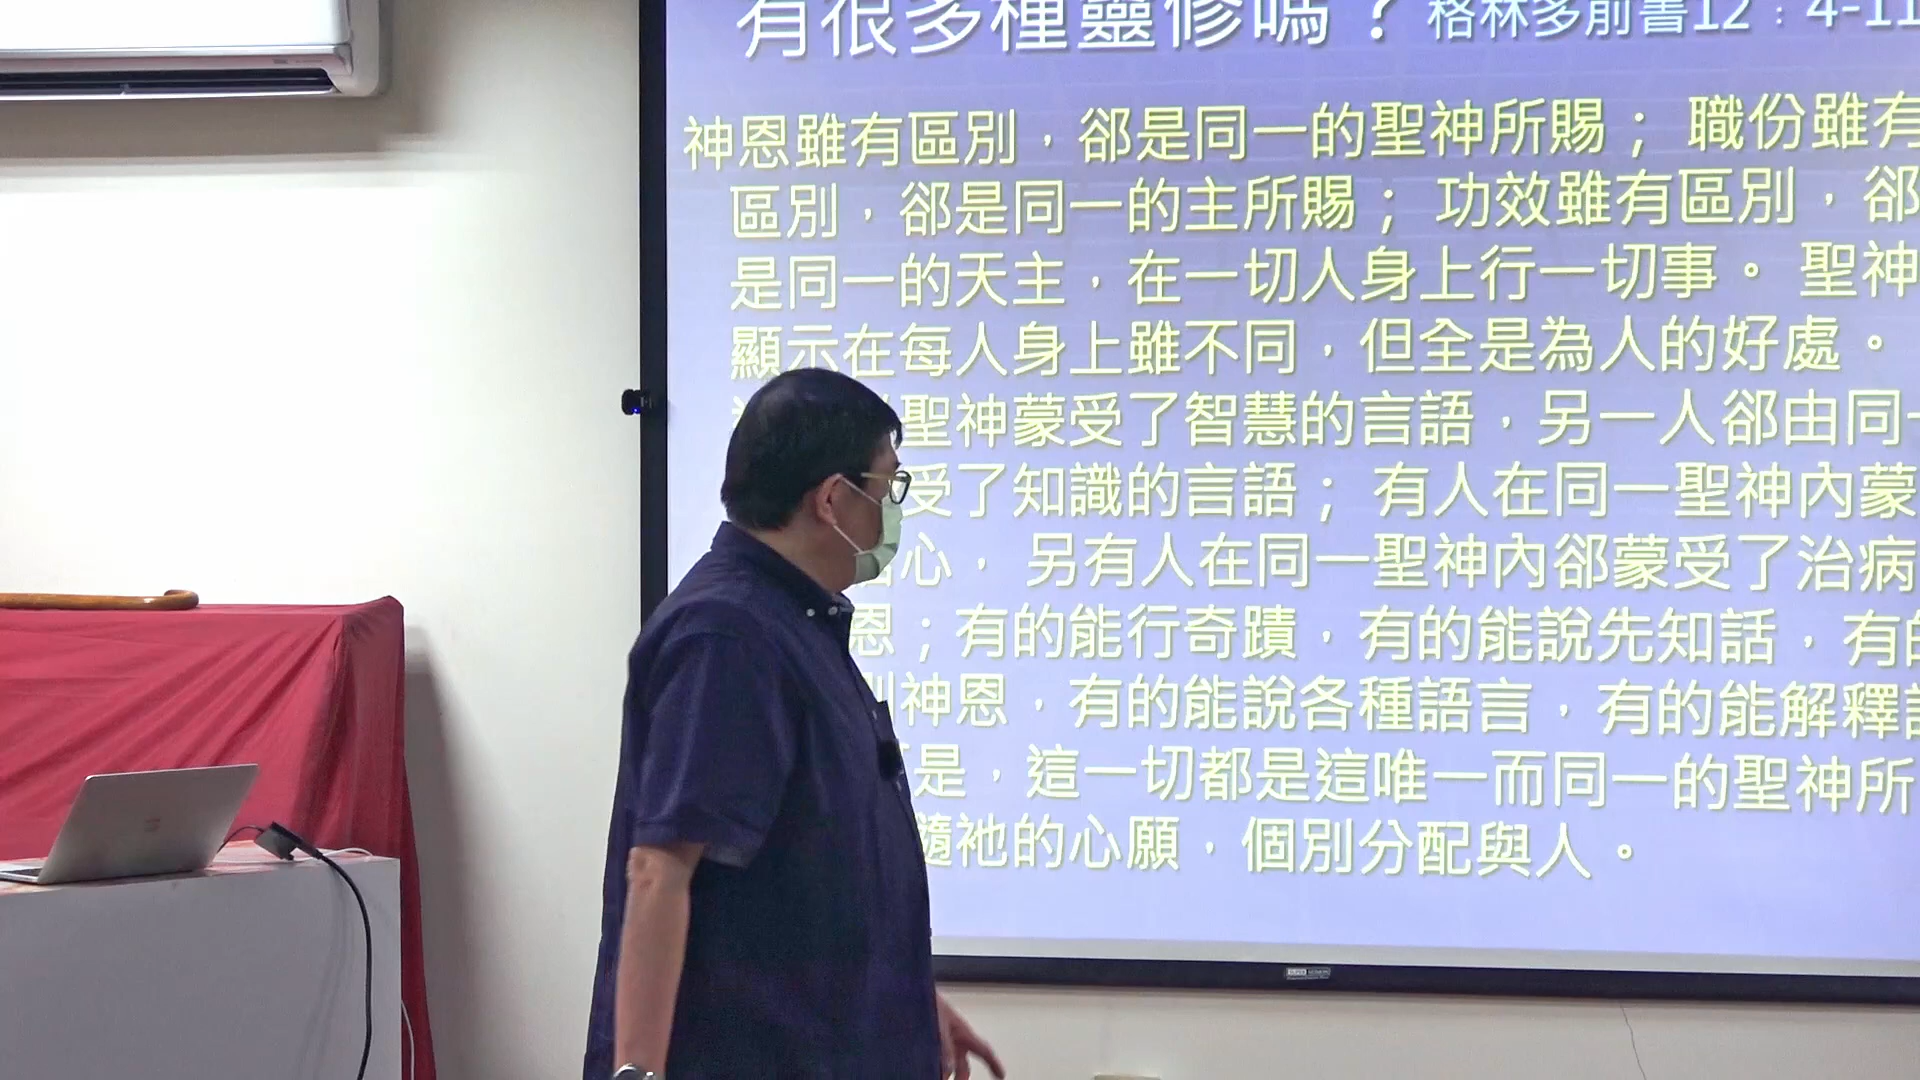 有很多種靈修嗎？ 格林多前書12：4-11
神恩雖有區別，郤是同一的聖神所賜； 職份雖有
區別，郤是同一的主所賜； 功效雖有區別，郤
是同一的天主，在一切人身上行一切事。 聖神
顯示在每人身上雖不同，但全是為人的好處。
聖神蒙受了智慧的言語，另一人郤由同一
受了知識的言語； 有人在同一聖神內蒙
心， 另有人在同一聖神內郤蒙受了治病
恩；有的能行奇蹟，有的能說先知話，有的
神恩，有的能說各種語言，有的能解釋
是，這一切都是這唯一而同一的聖神所
隨祂的心願，個別分配與人。